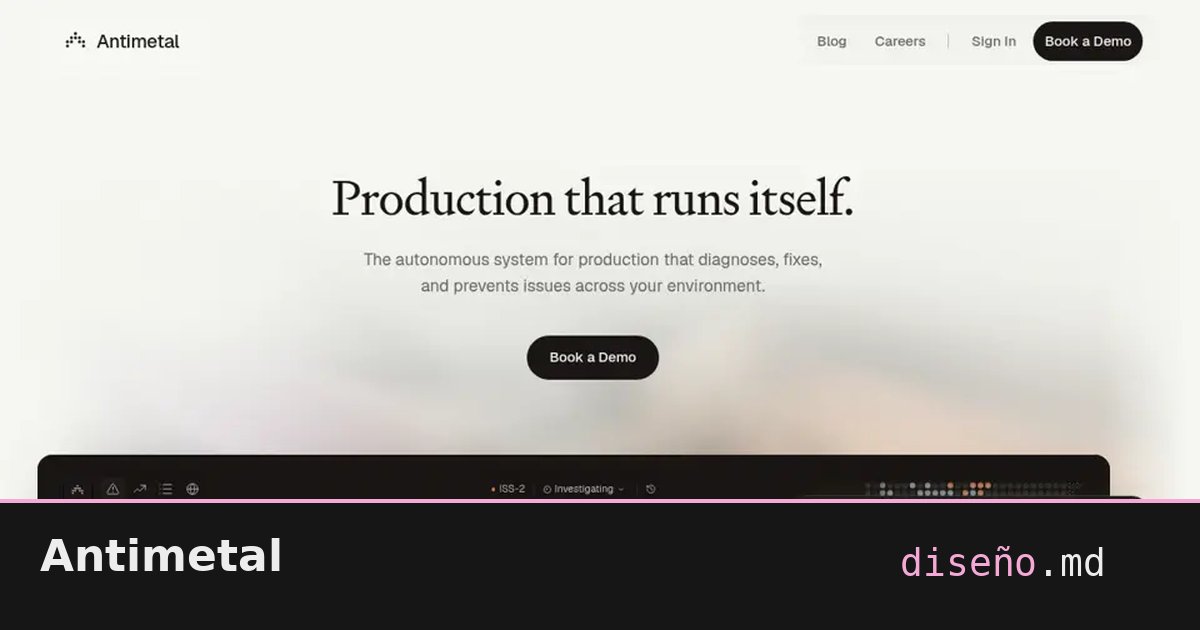 Antimetal
Blog Careers Sign In Book a Demo
Production that runs itself.
The autonomous system for production that diagnoses, fixes,
and prevents issues across your environment.
Book a Demo
ISS-2 Investigating
Antimetal
diseño.md